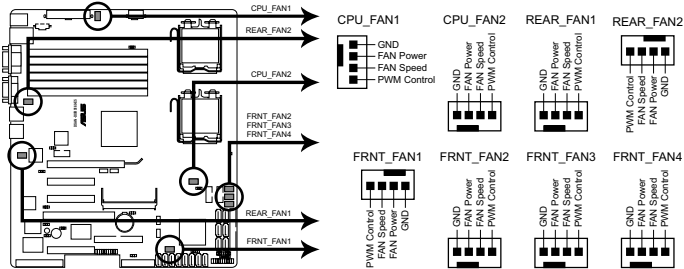 CPU_FAN1
REAR_FAN2
CPU_FAN2
FRNT_FAN2
FRNT_FAN3
FRNT_FAN4
REAR_FAN1
FRNT_FAN1
ASUS
CPU_FAN1
GND
FAN Power
FAN Speed
PWM Control
CPU_FAN2
GND
FAN Power
FAN Speed
PWM Control
REAR_FAN1
GND
FAN Power
FAN Speed
PWM Control
REAR_FAN2
PWM Control
FAN Speed
FAN Power
GND
FRNT_FAN1
PWM Control
FAN Speed
FAN Power
GND
FRNT_FAN2
GND
FAN Power
FAN Speed
PWM Control
FRNT_FAN3
GND
FAN Power
FAN Speed
PWM Control
FRNT_FAN4
GND
FAN Power
FAN Speed
PWM Control